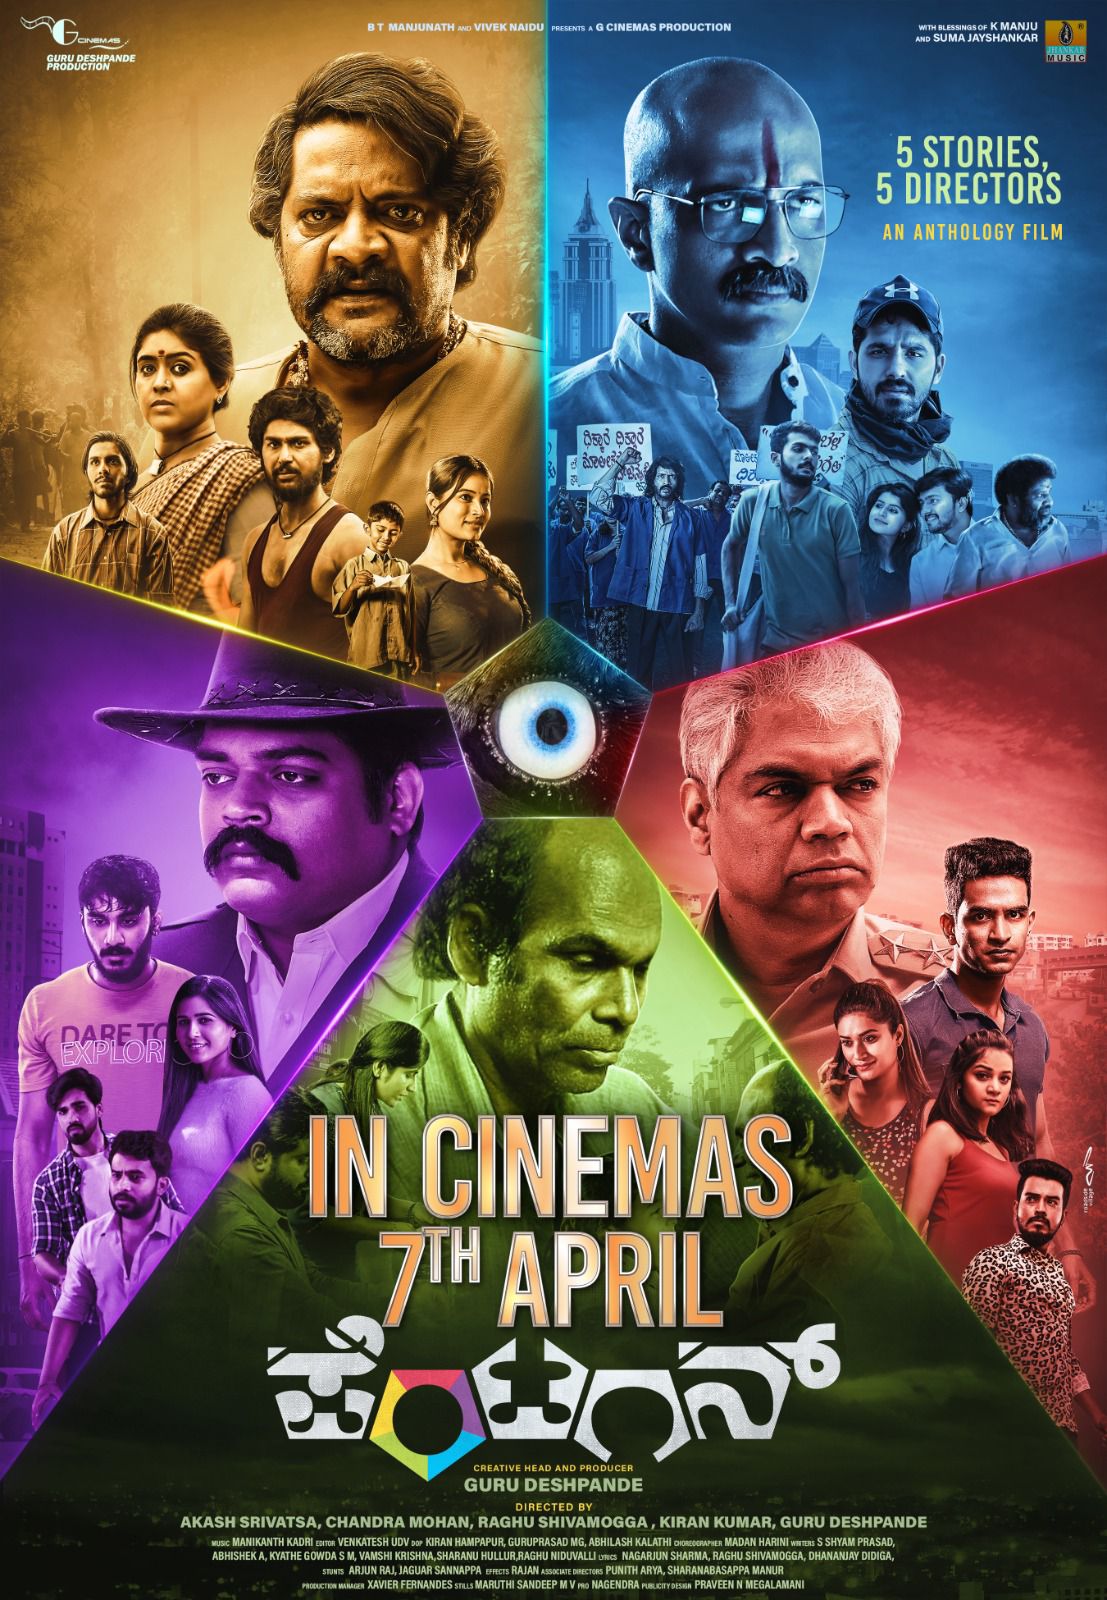 G CINEMAS
GURU DESHPANDE
PRODUCTION
B T MANJUNATH AND VIVEK NAIDU PRESENTS A G CINEMAS PRODUCTION
WITH BLESSINGS OF K MANJU
AND SUMA JAYSHANKAR
JHANKAR
MUSIC
5 STORIES,
5 DIRECTORS
AN ANTHOLOGY FILM
ಧಿಕ್ಕಾರ ಧಿಕ್ಕಾರ
DARE TO
EXPLOR
IN CINEMAS
7TH APRIL
ಪೆಂಟಗನ್
CREATIVE HEAD AND PRODUCER
GURU DESHPANDE
DIRECTED BY
AKASH SRIVATSA, CHANDRA MOHAN, RAGHU SHIVAMOGGA , KIRAN KUMAR, GURU DESHPANDE
MUSIC MANIKANTH KADRI EDITOR VENKATESH UDV DOP KIRAN HAMPAPUR, GURUPRASAD MG, ABHILASH KALATHI CHOREOGRAPHER MADAN HARINI WRITERS S SHYAM PRASAD,
ABHISHEK A, KYATHE GOWDA S M, VAMSHI KRISHNA,SHARANU HULLUR,RAGHU NIDUVALLI LYRICS NAGARJUN SHARMA, RAGHU SHIVAMOGGA, DHANANJAY DIDIGA,
STUNTS ARJUN RAJ, JAGUAR SANNAPPA EFFECTS RAJAN ASSOCIATE DIRECTORS PUNITH ARYA, SHARANABASAPPA MANUR
PRODUCTION MANAGER XAVIER FERNANDES STILLS MARUTHI SANDEEP M V PRO NAGENDRA PUBLICITY DESIGN PRAVEEN N MEGALAMANI